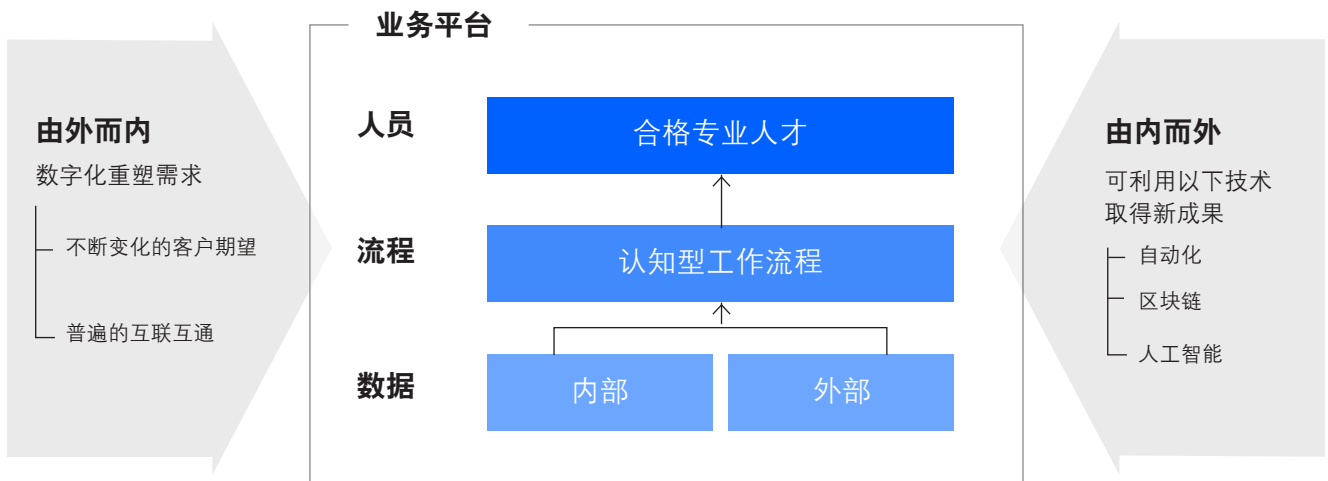 业务平台
由外而内
数字化重塑需求
不断变化的客户期望
普遍的互联互通
人员
合格专业人才
流程
认知型工作流程
数据
内部
外部
由内而外
可利用以下技术
取得新成果
自动化
区块链
人工智能